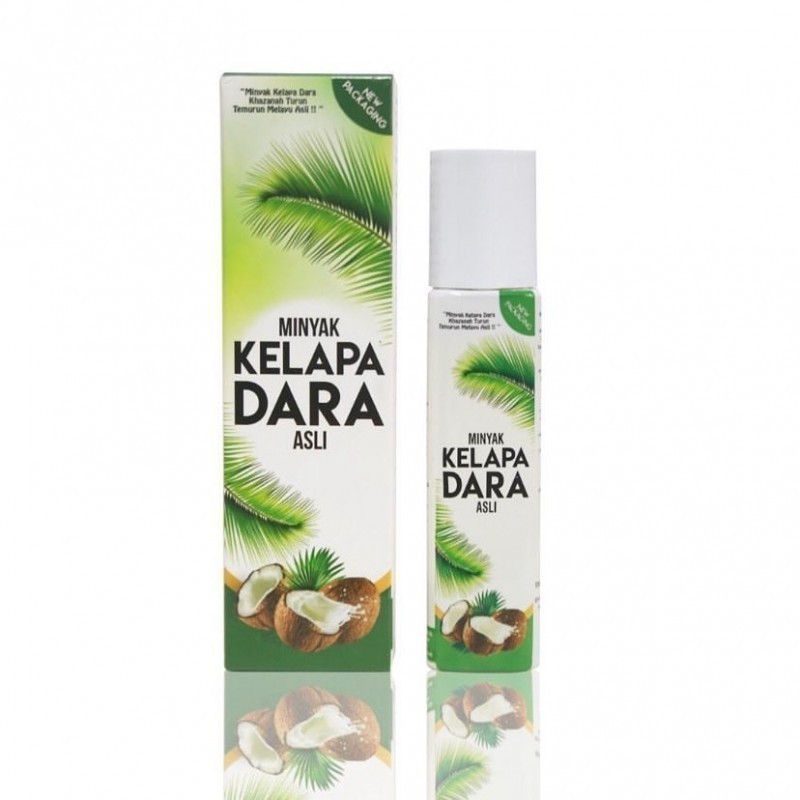 "Minyak Kelapa Dara
Khazanah Turun
Temurun Melayu Asli !! "
NEW
PACKAGING
MINYAK
KELAPA
DARA
ASLI
"Minyak Kelapa Dara
Khazanah Turun
Temurun Melayu Asli !! "
NEW
PACKAGING
MINYAK
KELAPA
DARA
ASLI